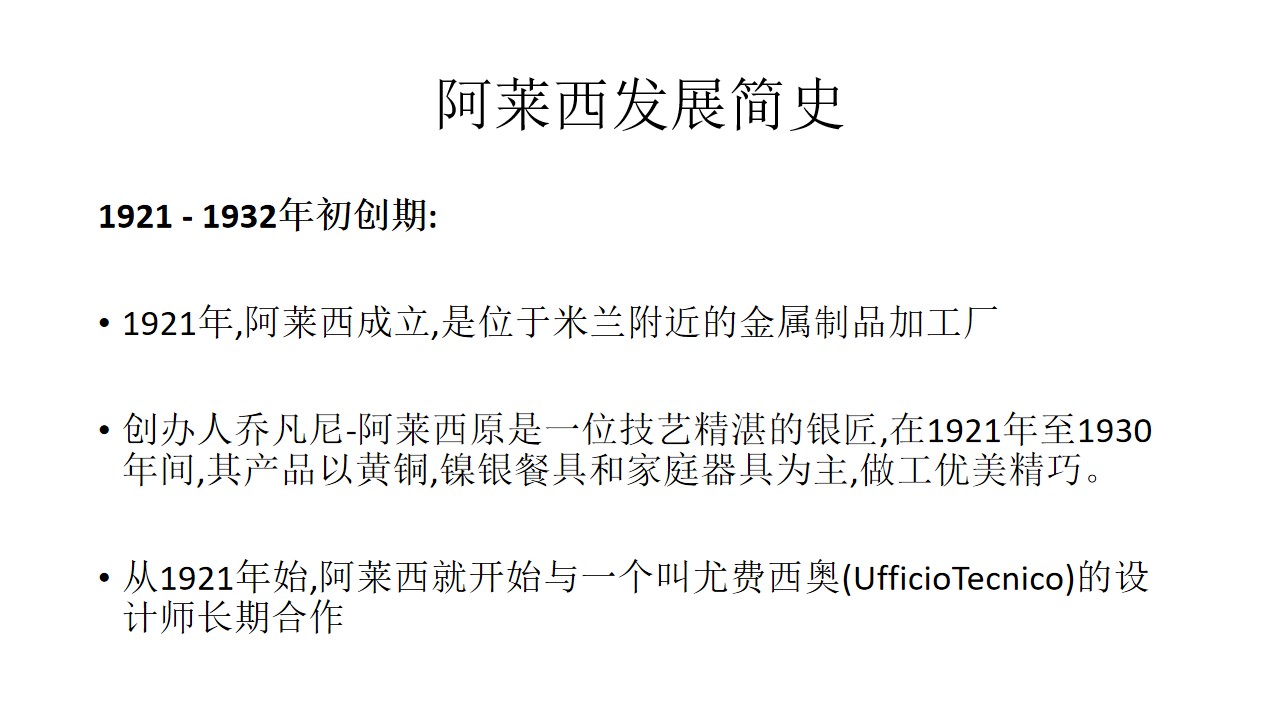 阿莱西发展简史
1921 - 1932年初创期:
• 1921年,阿莱西成立,是位于米兰附近的金属制品加工厂
• 创办人乔凡尼-阿莱西原是一位技艺精湛的银匠,在1921年至1930
年间,其产品以黄铜,镍银餐具和家庭器具为主,做工优美精巧。
• 从1921年始,阿莱西就开始与一个叫尤费西奥(UfficioTecnico)的设
计师长期合作